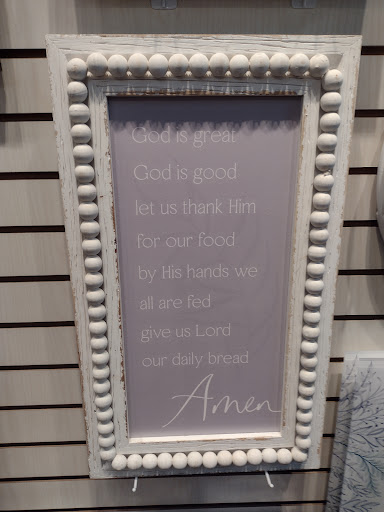 God is great
God is good
let us thank Him
for our food
by His hands we
all are fed
give us Lord
our daily bread
Amen